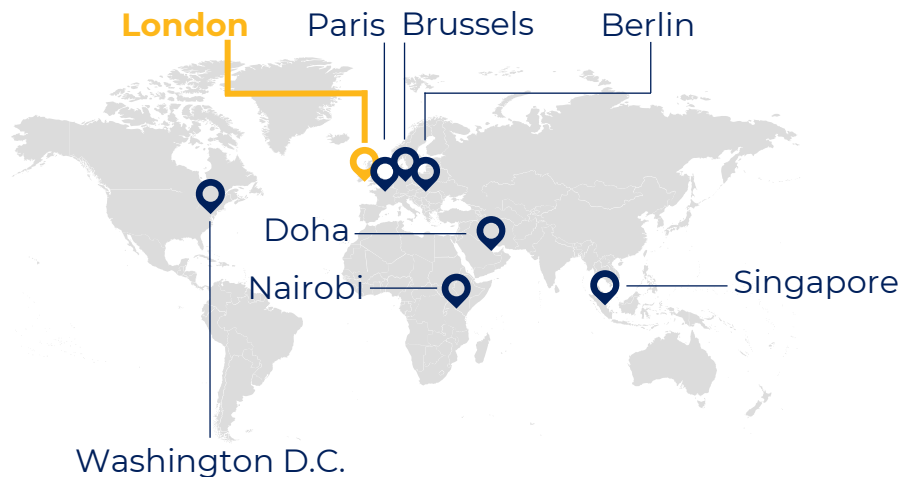 London
Paris
Brussels
Berlin
Doha
Nairobi
Singapore
Washington D.C.